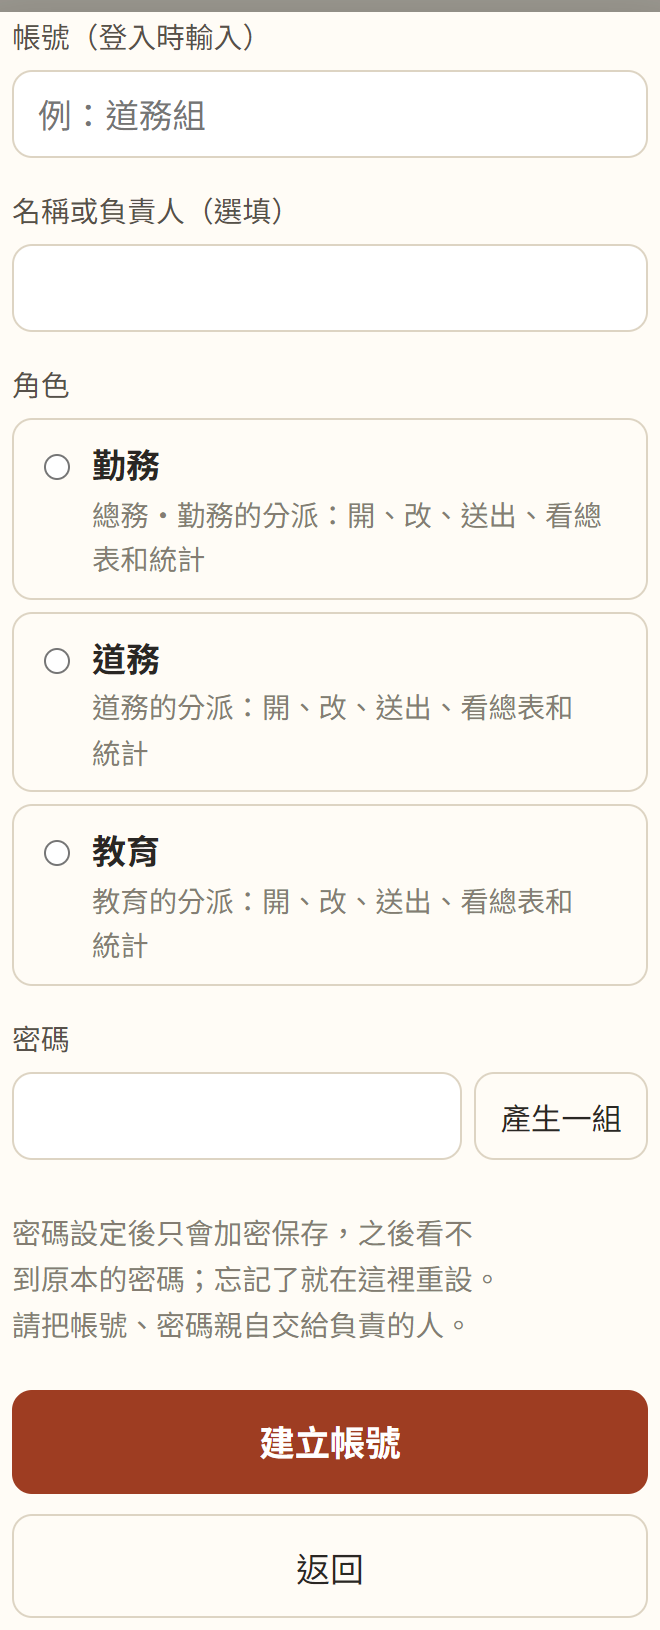 帳號（登入時輸入）
例：道務組
名稱或負責人（選填）
角色
勤務
總務・勤務的分派：開、改、送出、看總
表和統計
道務
道務的分派：開、改、送出、看總表和
統計
教育
教育的分派：開、改、送出、看總表和
統計
密碼
產生一組
密碼設定後只會加密保存，之後看不
到原本的密碼；忘記了就在這裡重設。
請把帳號、密碼親自交給負責的人。
建立帳號
返回